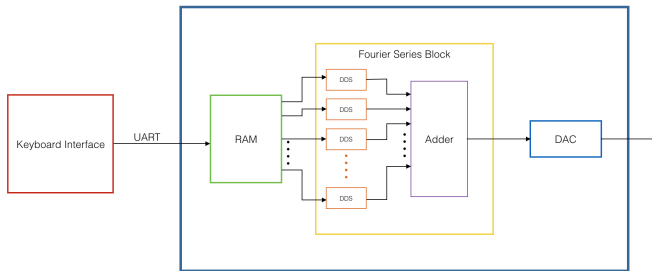 Fourier Series Block
Keyboard Interface
UART
RAM
DDS
DDS
DDS
DDS
Adder
DAC